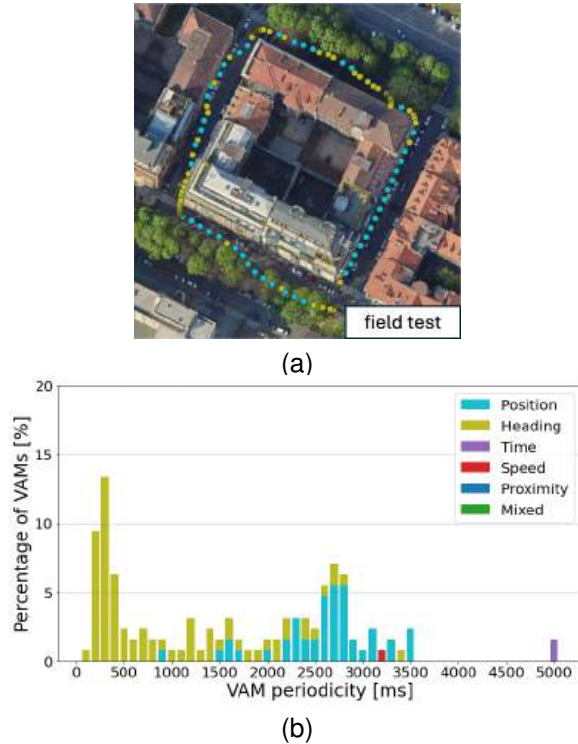 field test
(a)
20
15
10
5
0
Percentage of VAMs [%]
Position
Heading
Time
Speed
Proximity
Mixed
0 500 1000 1500 2000 2500 3000 3500 4000 4500 5000
VAM periodicity [ms]
(b)